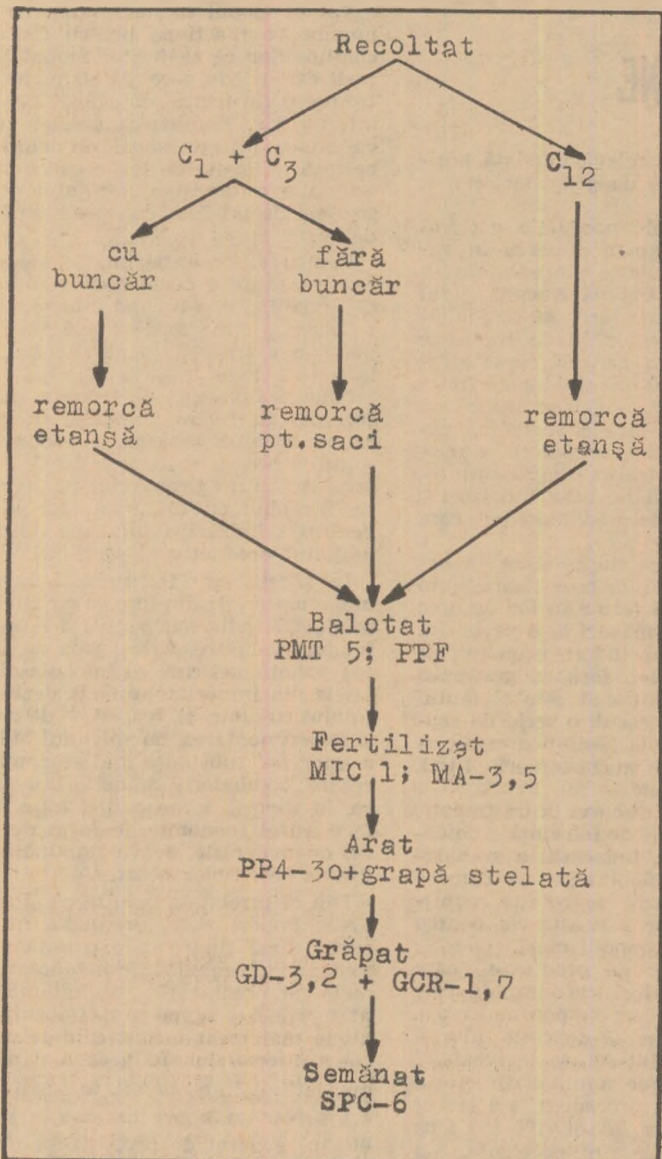 Recoltat
C₁ + C₃
C₁₂
cu
buncăr
fără
buncăr
remorcă
etanşă
remorcă
pt.saci
remorcă
etanşă
Balotat
PMT 5; PPF
Fertilizat
MIC 1; MA-3,5
Arat
PP4-3o+grapă stelată
Grăpat
GD-3,2 + GCR-1,7
Semănat
SPC-6